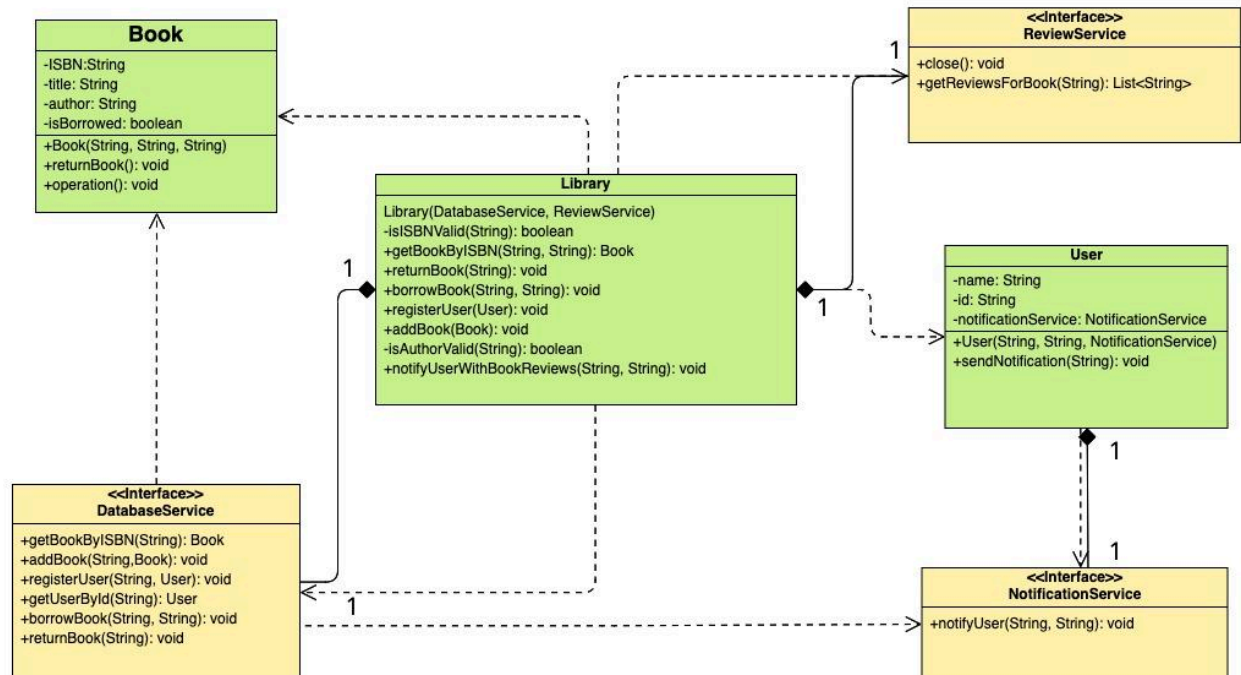 Book
-ISBN:String
-title: String
-author: String
-isBorrowed: boolean
+Book(String, String, String)
+returnBook(): void
+operation(): void
<<Interface>>
ReviewService
+close(): void
+getReviewsForBook(String): List<String>
1
Library
Library(DatabaseService, ReviewService)
-isISBNValid(String): boolean
+getBookByISBN(String, String): Book
+returnBook(String): void
+borrowBook(String, String): void
+registerUser(User): void
+addBook(Book): void
-isAuthorValid(String): boolean
+notifyUserWithBookReviews(String, String): void
1
1
User
-name: String
-id: String
-notificationService: NotificationService
+User(String, String, NotificationService)
+sendNotification(String): void
1
1
<<Interface>>
DatabaseService
+getBookByISBN(String): Book
+addBook(String,Book): void
+registerUser(String, User): void
+getUserById(String): User
+borrowBook(String, String): void
+returnBook(String): void
1
<<Interface>>
NotificationService
+notifyUser(String, String): void